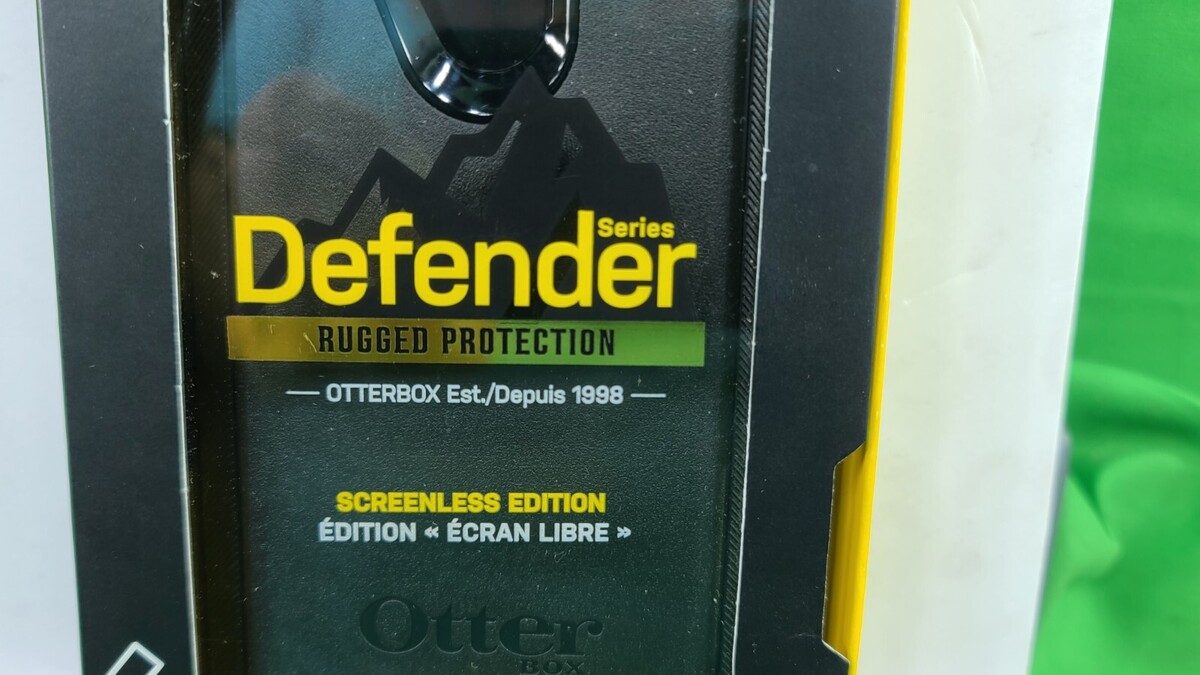 Series
Defender
RUGGED PROTECTION
OTTERBOX Est./Depuis 1998
SCREENLESS EDITION
ÉDITION « ÉCRAN LIBRE »
Otter
BOX